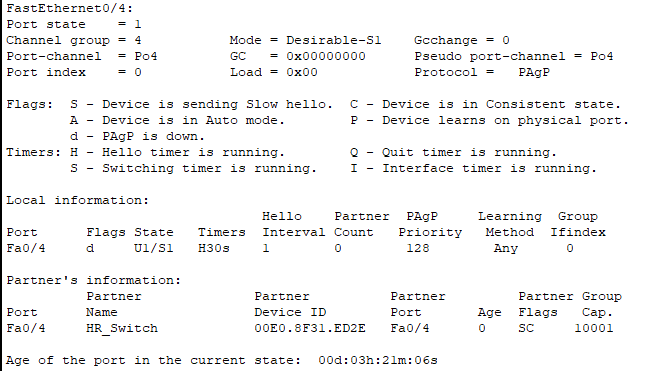 FastEthernet0/4:
Port state    = 1
Channel group = 4           Mode = Desirable-Sl    Gcchange = 0
Port-channel  = Po4         GC   = 0x00000000      Pseudo port-channel = Po4
Port index    = 0           Load = 0x00            Protocol =   PAgP
Flags:  S - Device is sending Slow hello.  C - Device is in Consistent state.
        A - Device is in Auto mode.        P - Device learns on physical port.
        d - PAgP is down.
Timers: H - Hello timer is running.        Q - Quit timer is running.
        S - Switching timer is running.    I - Interface timer is running.
Local information:
                                Hello    Partner  PAgP     Learning  Group
Port      Flags State   Timers  Interval Count    Priority  Method  Ifindex
Fa0/4     d     U1/S1   H30s    1        0        128        Any      0
Partner's information:
          Partner              Partner          Partner         Partner Group
Port      Name                 Device ID        Port       Age  Flags   Cap.
Fa0/4     HR_Switch            00E0.8F31.ED2E   Fa0/4      0    SC      10001
Age of the port in the current state:  00d:03h:21m:06s